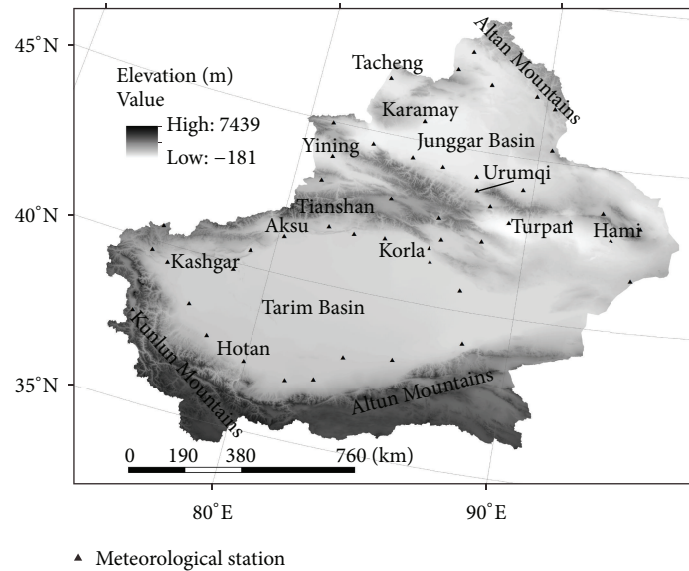 45°N
40°N
35°N
Elevation (m)
Value
High: 7439
Low: −181
Altan Mountains
Tacheng
Karamay
Junggar Basin
Yining
Urumqi
Tianshan
Aksu
Turpan
Hami
Korla
Kashgar
Tarim Basin
Kunlun Mountains
Hotan
Altun Mountains
0 190 380 760 (km)
80°E 90°E
Meteorological station